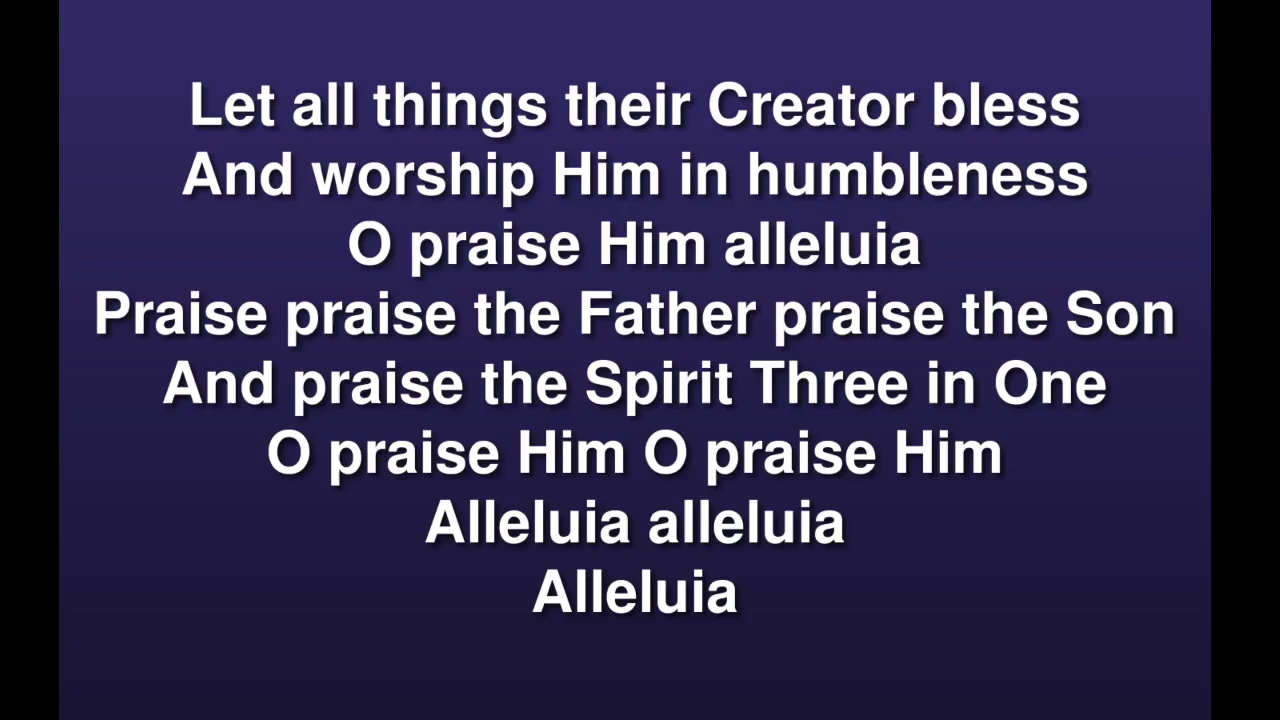 Let all things their Creator bless
And worship Him in humbleness
O praise Him alleluia
Praise praise the Father praise the Son
And praise the Spirit Three in One
O praise Him O praise Him
Alleluia alleluia
Alleluia